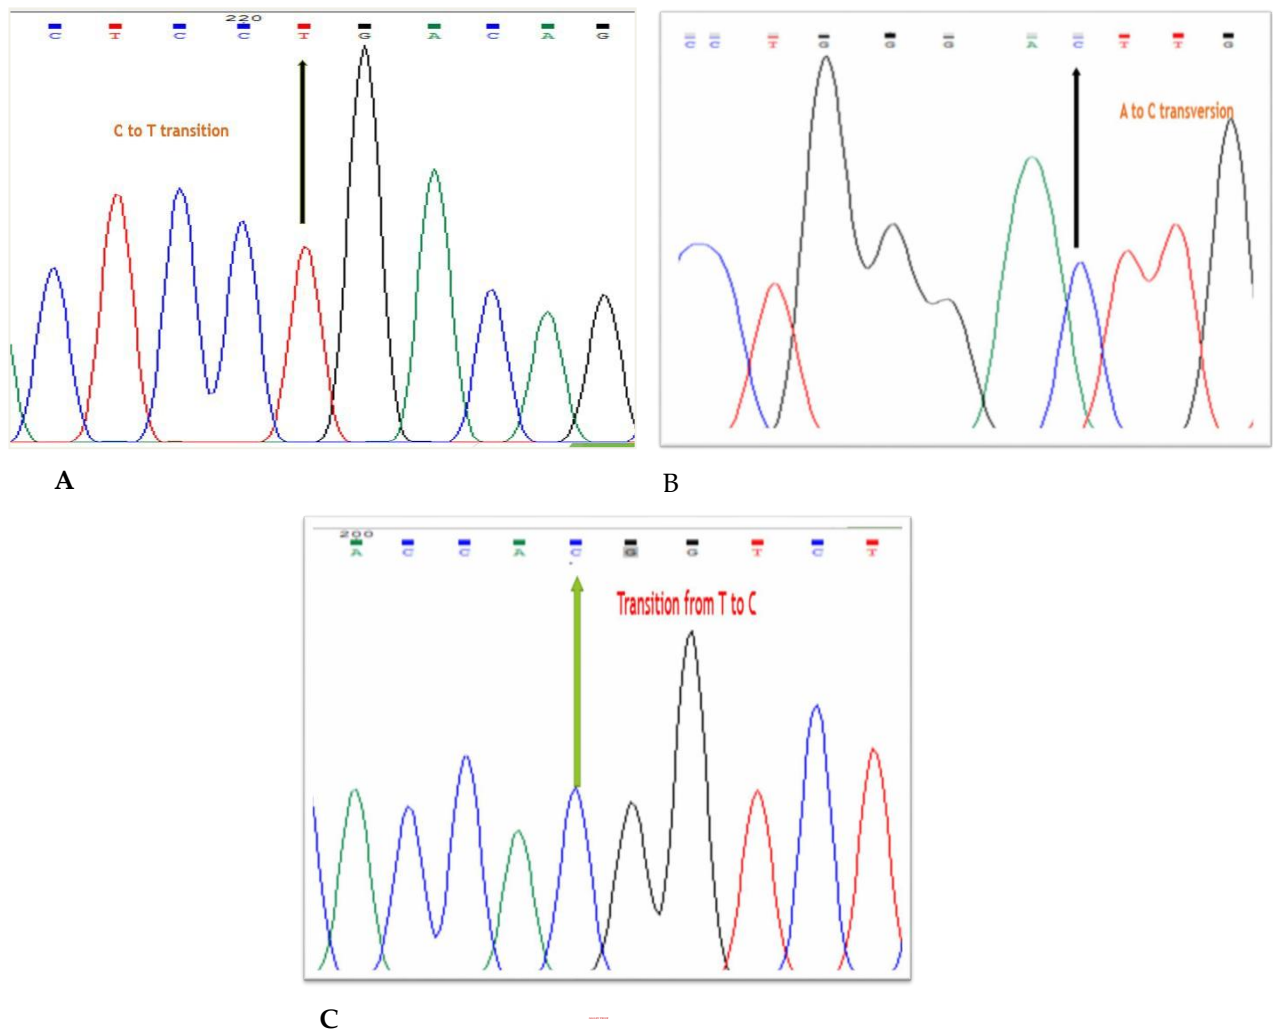 220
C T C C T G A C A G
C to T transition
A
C C T G G G A C T T G
A to C transversion
B
200
A C C A C G G T C T
Transition from T to C
C